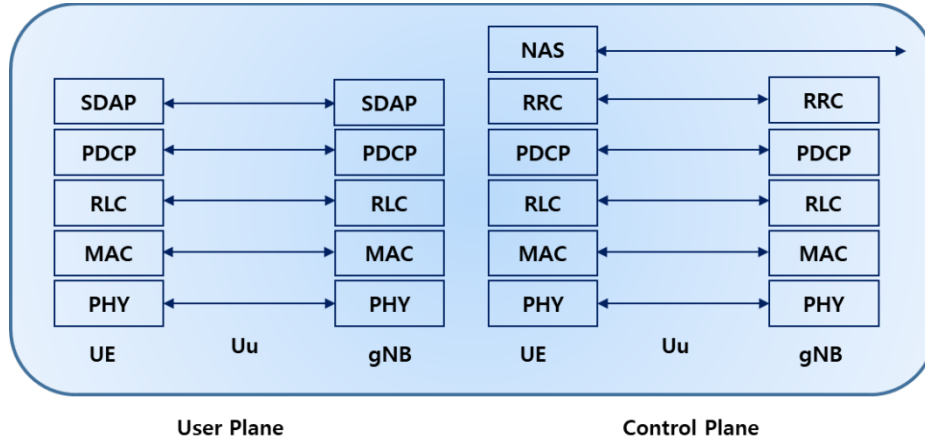 NAS
SDAP SDAP RRC RRC
PDCP PDCP PDCP PDCP
RLC RLC RLC RLC
MAC MAC MAC MAC
PHY PHY PHY PHY
UE Uu gNB UE Uu gNB
User Plane Control Plane